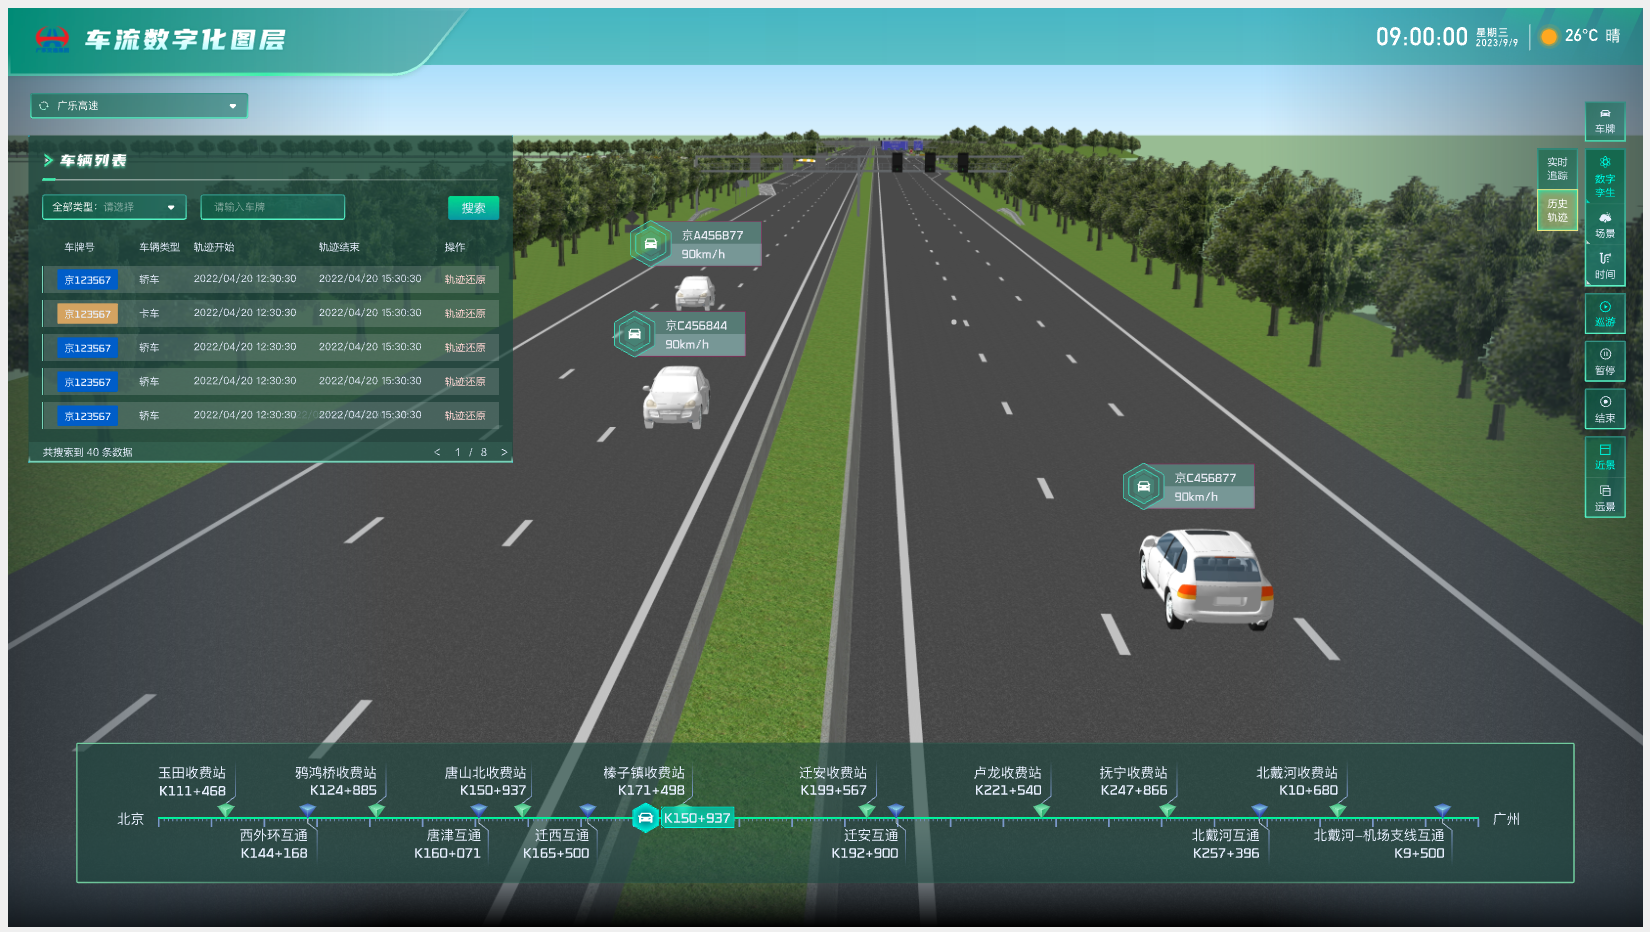 车流数字化图层
09:00:00
星期三
2023/9/9
26°C 晴
广乐高速
车辆列表
全部类型: 请选择
请输入车牌
搜索
车牌号 车辆类型 轨迹开始 轨迹结束 操作
京123567 轿车 2022/04/20 12:30:30 2022/04/20 15:30:30 轨迹还原
京123567 卡车 2022/04/20 12:30:30 2022/04/20 15:30:30 轨迹还原
京123567 轿车 2022/04/20 12:30:30 2022/04/20 15:30:30 轨迹还原
京123567 轿车 2022/04/20 12:30:30 2022/04/20 15:30:30 轨迹还原
京123567 轿车 2022/04/20 12:30:30 2022/04/20 15:30:30 轨迹还原
共搜索到 40 条数据
< 1 / 8 >
京A456877
90km/h
京C456844
90km/h
京C456877
90km/h
车牌
实时
追踪
历史
轨迹
数字
孪生
场景
时间
巡游
暂停
结束
近景
远景
玉田收费站
K111+468
鸦鸿桥收费站
K124+885
唐山北收费站
K150+937
榛子镇收费站
K171+498
迁安收费站
K199+567
卢龙收费站
K221+540
抚宁收费站
K247+866
北戴河收费站
K10+680
北京
K150+937
广州
西外环互通
K144+168
唐津互通
K160+071
迁西互通
K165+500
迁安互通
K192+900
北戴河互通
K257+396
北戴河—机场支线互通
K9+500